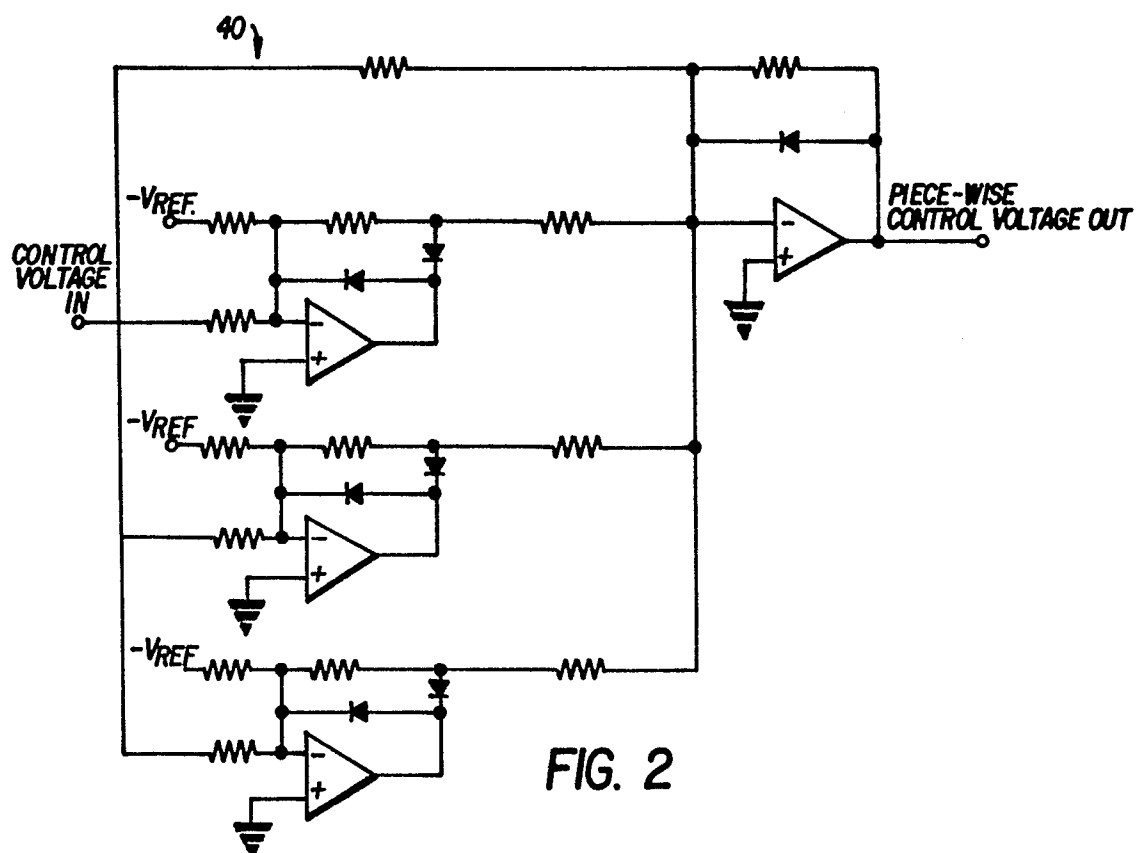 40
-VREF.
PIECE-WISE
CONTROL VOLTAGE OUT
CONTROL
VOLTAGE
IN
-
+
-
+
-VREF
-
+
-VREF
-
+
FIG. 2